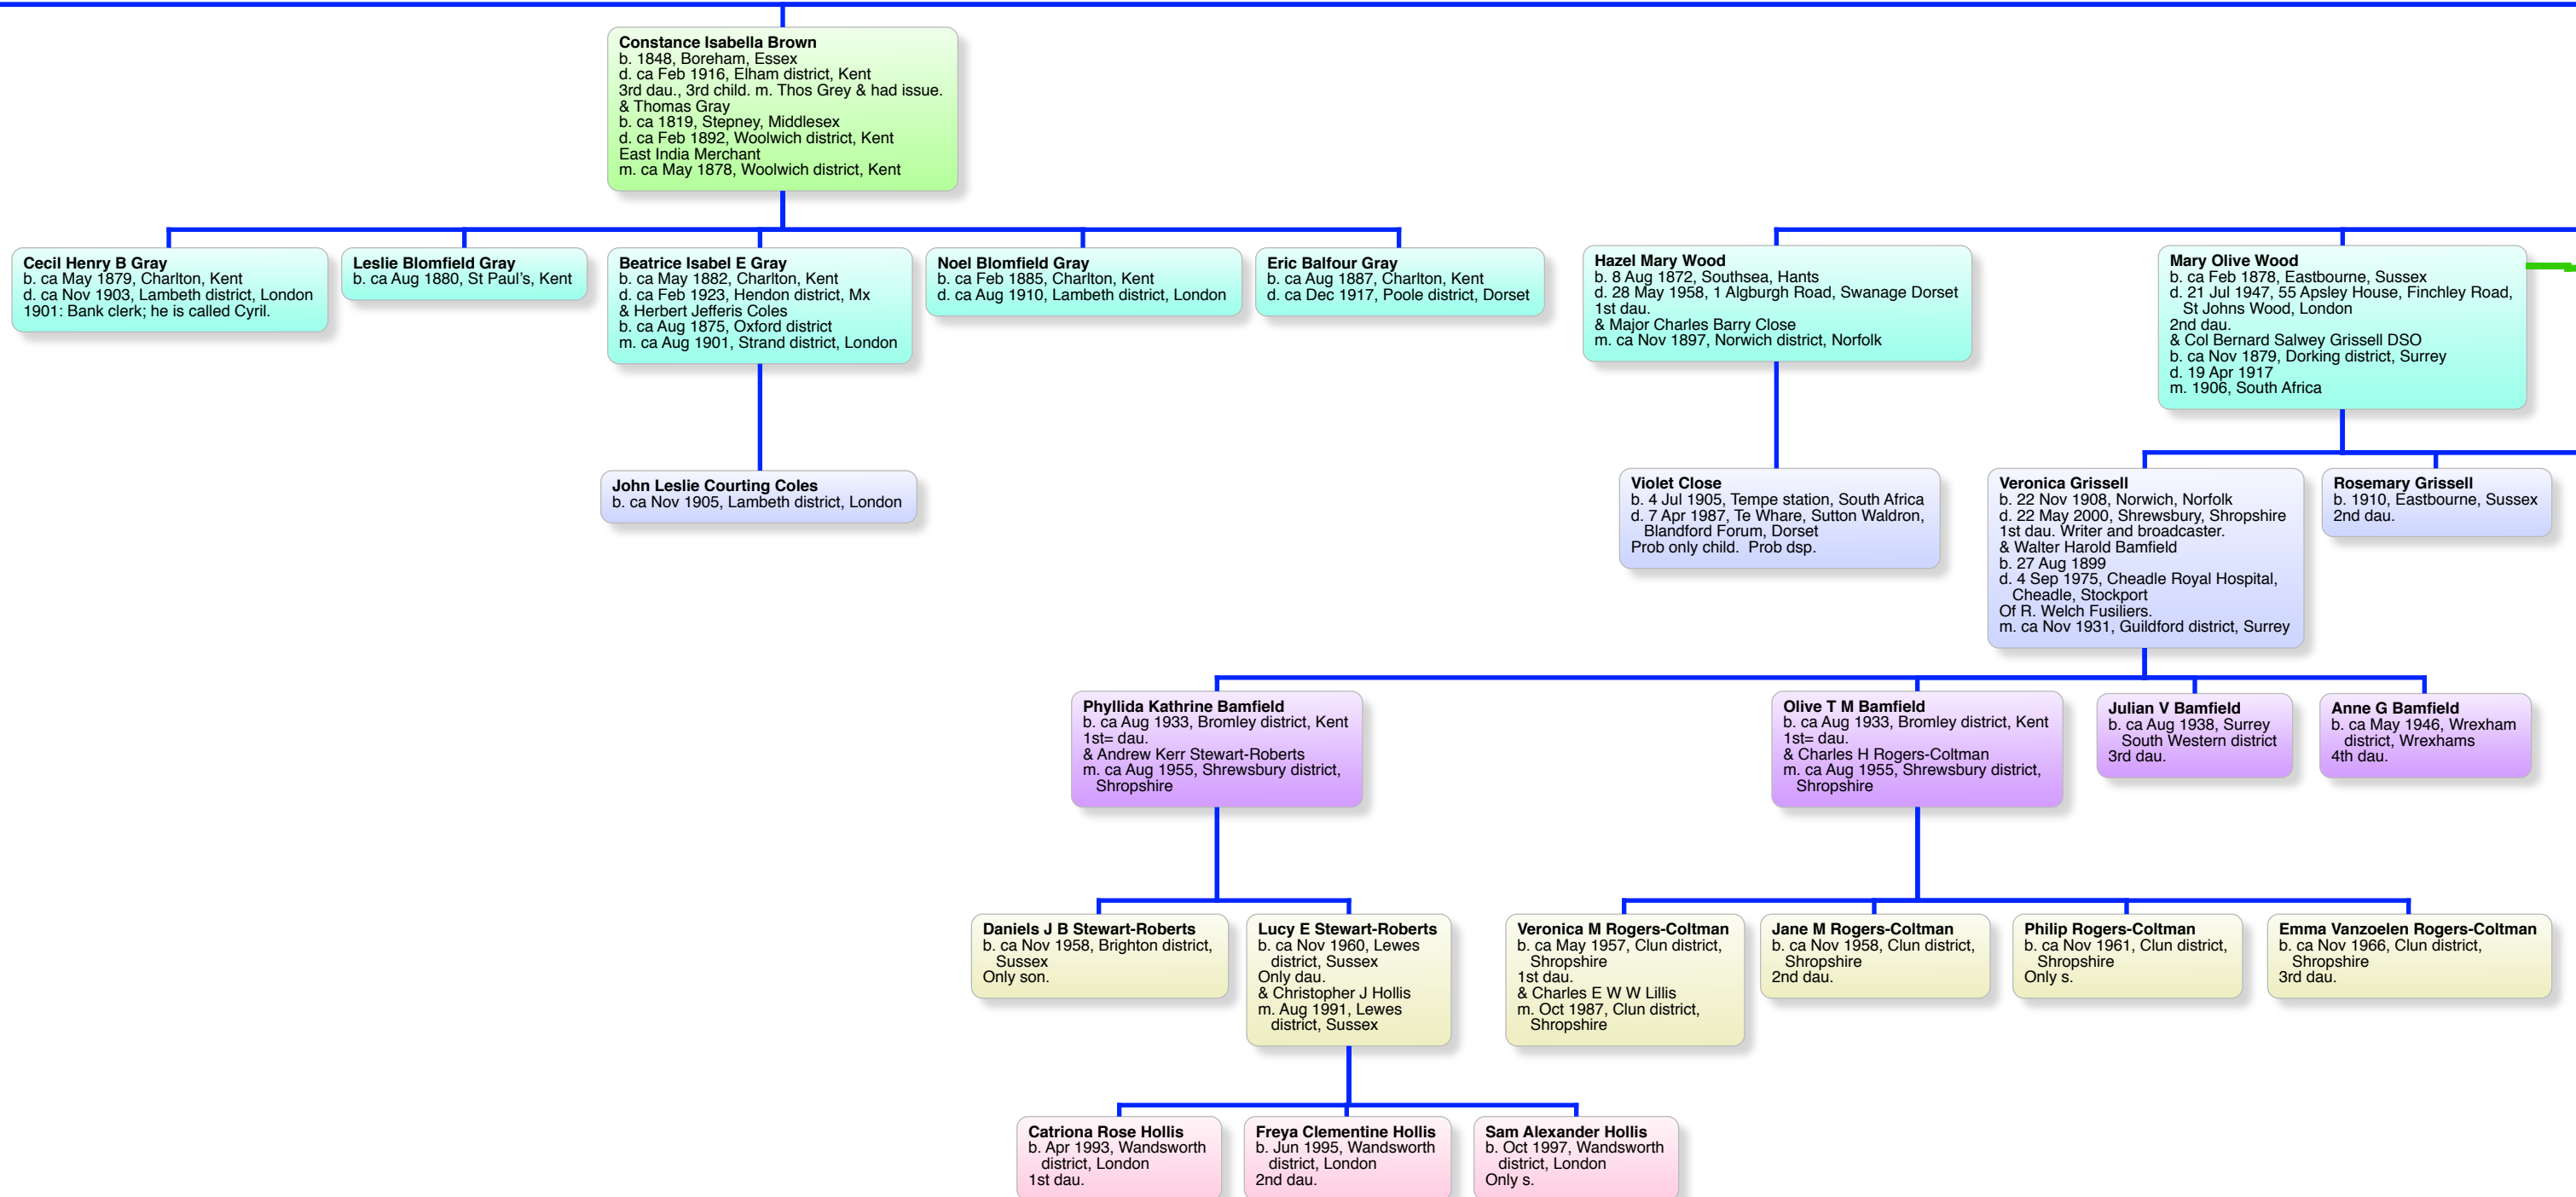 Constance Isabella Brown
b. 1848, Boreham, Essex
d. ca Feb 1916, Elham district, Kent
3rd dau., 3rd child. m. Thos Grey & had issue.
& Thomas Gray
b. ca 1819, Stepney, Middlesex
d. ca Feb 1892, Woolwich district, Kent
East India Merchant
m. ca May 1878, Woolwich district, Kent
Cecil Henry B Gray
b. ca May 1879, Charlton, Kent
d. ca Nov 1903, Lambeth district, London
1901: Bank clerk; he is called Cyril.
Leslie Blomfield Gray
b. ca Aug 1880, St Paul's, Kent
Beatrice Isabel E Gray
b. ca May 1882, Charlton, Kent
d. ca Feb 1923, Hendon district, Mx
& Herbert Jefferis Coles
b. ca Aug 1875, Oxford district
m. ca Aug 1901, Strand district, London
Noel Blomfield Gray
b. ca Feb 1885, Charlton, Kent
d. ca Aug 1910, Lambeth district, London
Eric Balfour Gray
b. ca Aug 1887, Charlton, Kent
d. ca Dec 1917, Poole district, Dorset
Hazel Mary Wood
b. 8 Aug 1872, Southsea, Hants
d. 28 May 1958, 1 Algburgh Road, Swanage Dorset
1st dau.
& Major Charles Barry Close
m. ca Nov 1897, Norwich district, Norfolk
Mary Olive Wood
b. ca Feb 1878, Eastbourne, Sussex
d. 21 Jul 1947, 55 Apsley House, Finchley Road,
St Johns Wood, London
2nd dau.
& Col Bernard Salwey Grissell DSO
b. ca Nov 1879, Dorking district, Surrey
d. 19 Apr 1917
m. 1906, South Africa
John Leslie Courting Coles
b. ca Nov 1905, Lambeth district, London
Violet Close
b. 4 Jul 1905, Tempe station, South Africa
d. 7 Apr 1987, Te Whare, Sutton Waldron,
Blandford Forum, Dorset
Prob only child. Prob dsp.
Veronica Grissell
b. 22 Nov 1908, Norwich, Norfolk
d. 22 May 2000, Shrewsbury, Shropshire
1st dau. Writer and broadcaster.
& Walter Harold Bamfield
b. 27 Aug 1899
d. 4 Sep 1975, Cheadle Royal Hospital,
Cheadle, Stockport
Of R. Welch Fusiliers.
m. ca Nov 1931, Guildford district, Surrey
Rosemary Grissell
b. 1910, Eastbourne, Sussex
2nd dau.
Phyllida Kathrine Bamfield
b. ca Aug 1933, Bromley district, Kent
1st= dau.
& Andrew Kerr Stewart-Roberts
m. ca Aug 1955, Shrewsbury district,
Shropshire
Olive T M Bamfield
b. ca Aug 1933, Bromley district, Kent
1st= dau.
& Charles H Rogers-Coltman
m. ca Aug 1955, Shrewsbury district,
Shropshire
Julian V Bamfield
b. ca Aug 1938, Surrey
South Western district
3rd dau.
Anne G Bamfield
b. ca May 1946, Wrexham
district, Wrexhams
4th dau.
Daniels J B Stewart-Roberts
b. ca Nov 1958, Brighton district,
Sussex
Only son.
Lucy E Stewart-Roberts
b. ca Nov 1960, Lewes
district, Sussex
Only dau.
& Christopher J Hollis
m. Aug 1991, Lewes
district, Sussex
Veronica M Rogers-Coltman
b. ca May 1957, Clun district,
Shropshire
1st dau.
& Charles E W W Lillis
m. Oct 1987, Clun district,
Shropshire
Jane M Rogers-Coltman
b. ca Nov 1958, Clun district,
Shropshire
2nd dau.
Philip Rogers-Coltman
b. ca Nov 1961, Clun district,
Shropshire
Only s.
Emma Vanzoelen Rogers-Coltman
b. ca Nov 1966, Clun district,
Shropshire
3rd dau.
Catriona Rose Hollis
b. Apr 1993, Wandsworth
district, London
1st dau.
Freya Clementine Hollis
b. Jun 1995, Wandsworth
district, London
2nd dau.
Sam Alexander Hollis
b. Oct 1997, Wandsworth
district, London
Only s.